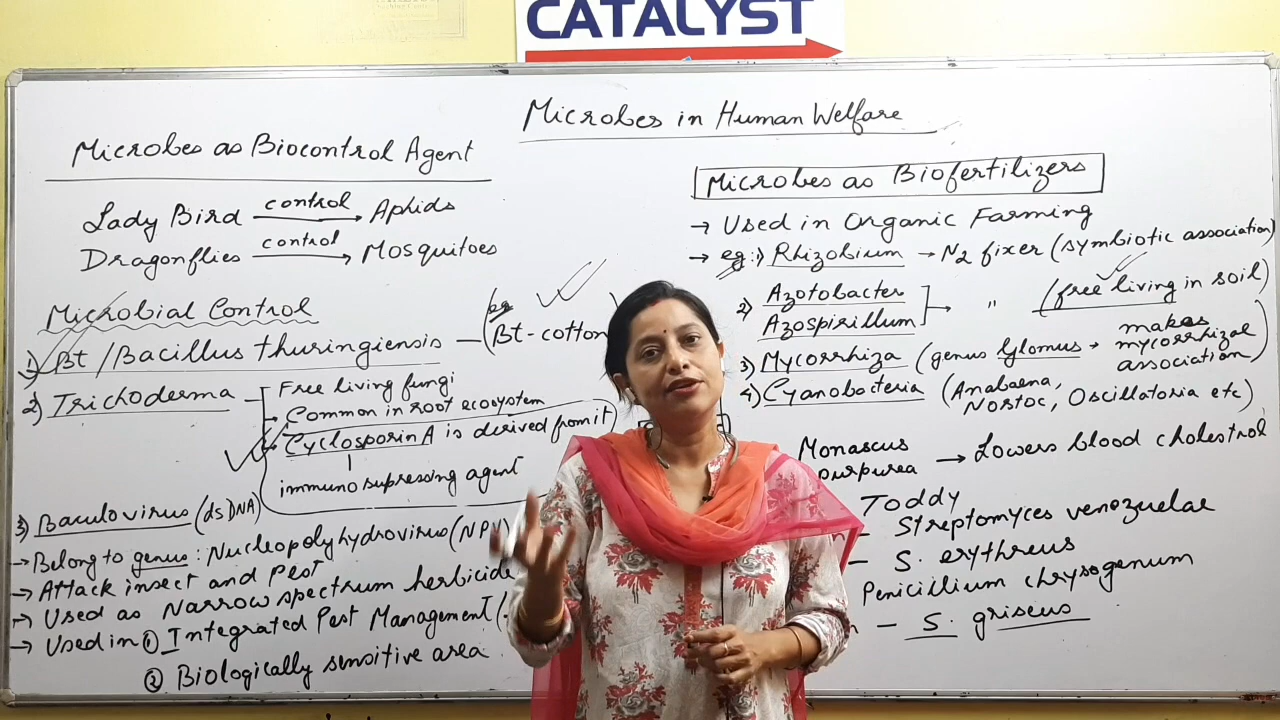 CATALYST
Microbes in Human Welfare
Microbes as Biocontrol Agent
Lady Bird control → Aphids
Dragonflies control → Mosquitoes
Microbial Control
1) Bt/Bacillus thuringiensis — (Bt-cotton
2) Trichoderma
Free living fungi
Common in root ecosystem
Cyclosporin A is derived from it
immuno supressing agent
3) Baculovirus (dsDNA)
→ Belong to genus: Nucleopolyhydrovirus (NPV)
→ Attack insect and Pest
→ Used as Narrow spectrum herbicide
→ Used in ① Integrated Pest Management (
② Biologically sensitive area
Microbes as Biofertilizers
→ Used in Organic Farming
→ eg:1) Rhizobium → N2 fixer (symbiotic association)
2) Azotobacter
Azospirillum → " (free living in soil)
3) Mycorrhiza (genus Glomus → makes mycorrhizal association)
4) Cyanobacteria (Anabaena,
Nostoc, Oscillatoria etc)
Monascus
purpurea → Lowers blood cholestrol
Toddy
Streptomyces venezuelae
— S. erythreus
Penicillium chrysogenum
— S. griseus